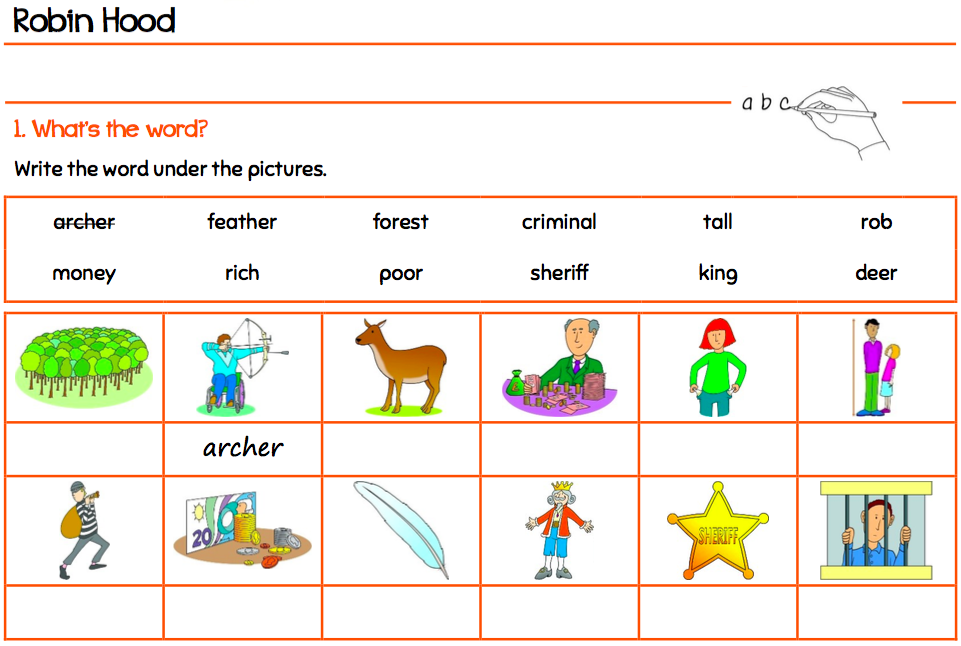 Robin Hood
a b c
1. What's the word?
Write the word under the pictures.
archer feather forest criminal tall rob
money rich poor sheriff king deer
archer
20
SHERIFF